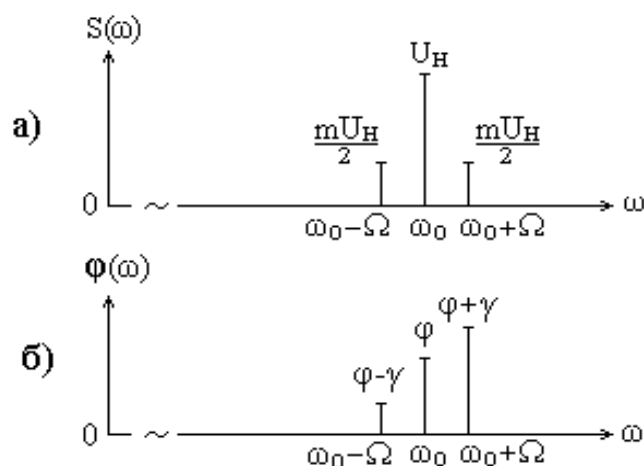 S(ω)
U_H
а)
mU_H/2 mU_H/2
0 ~ ω
ω₀−Ω ω₀ ω₀+Ω
φ(ω)
φ+γ
φ
б)
φ-γ
0 ~ ω
ω₀−Ω ω₀ ω₀+Ω